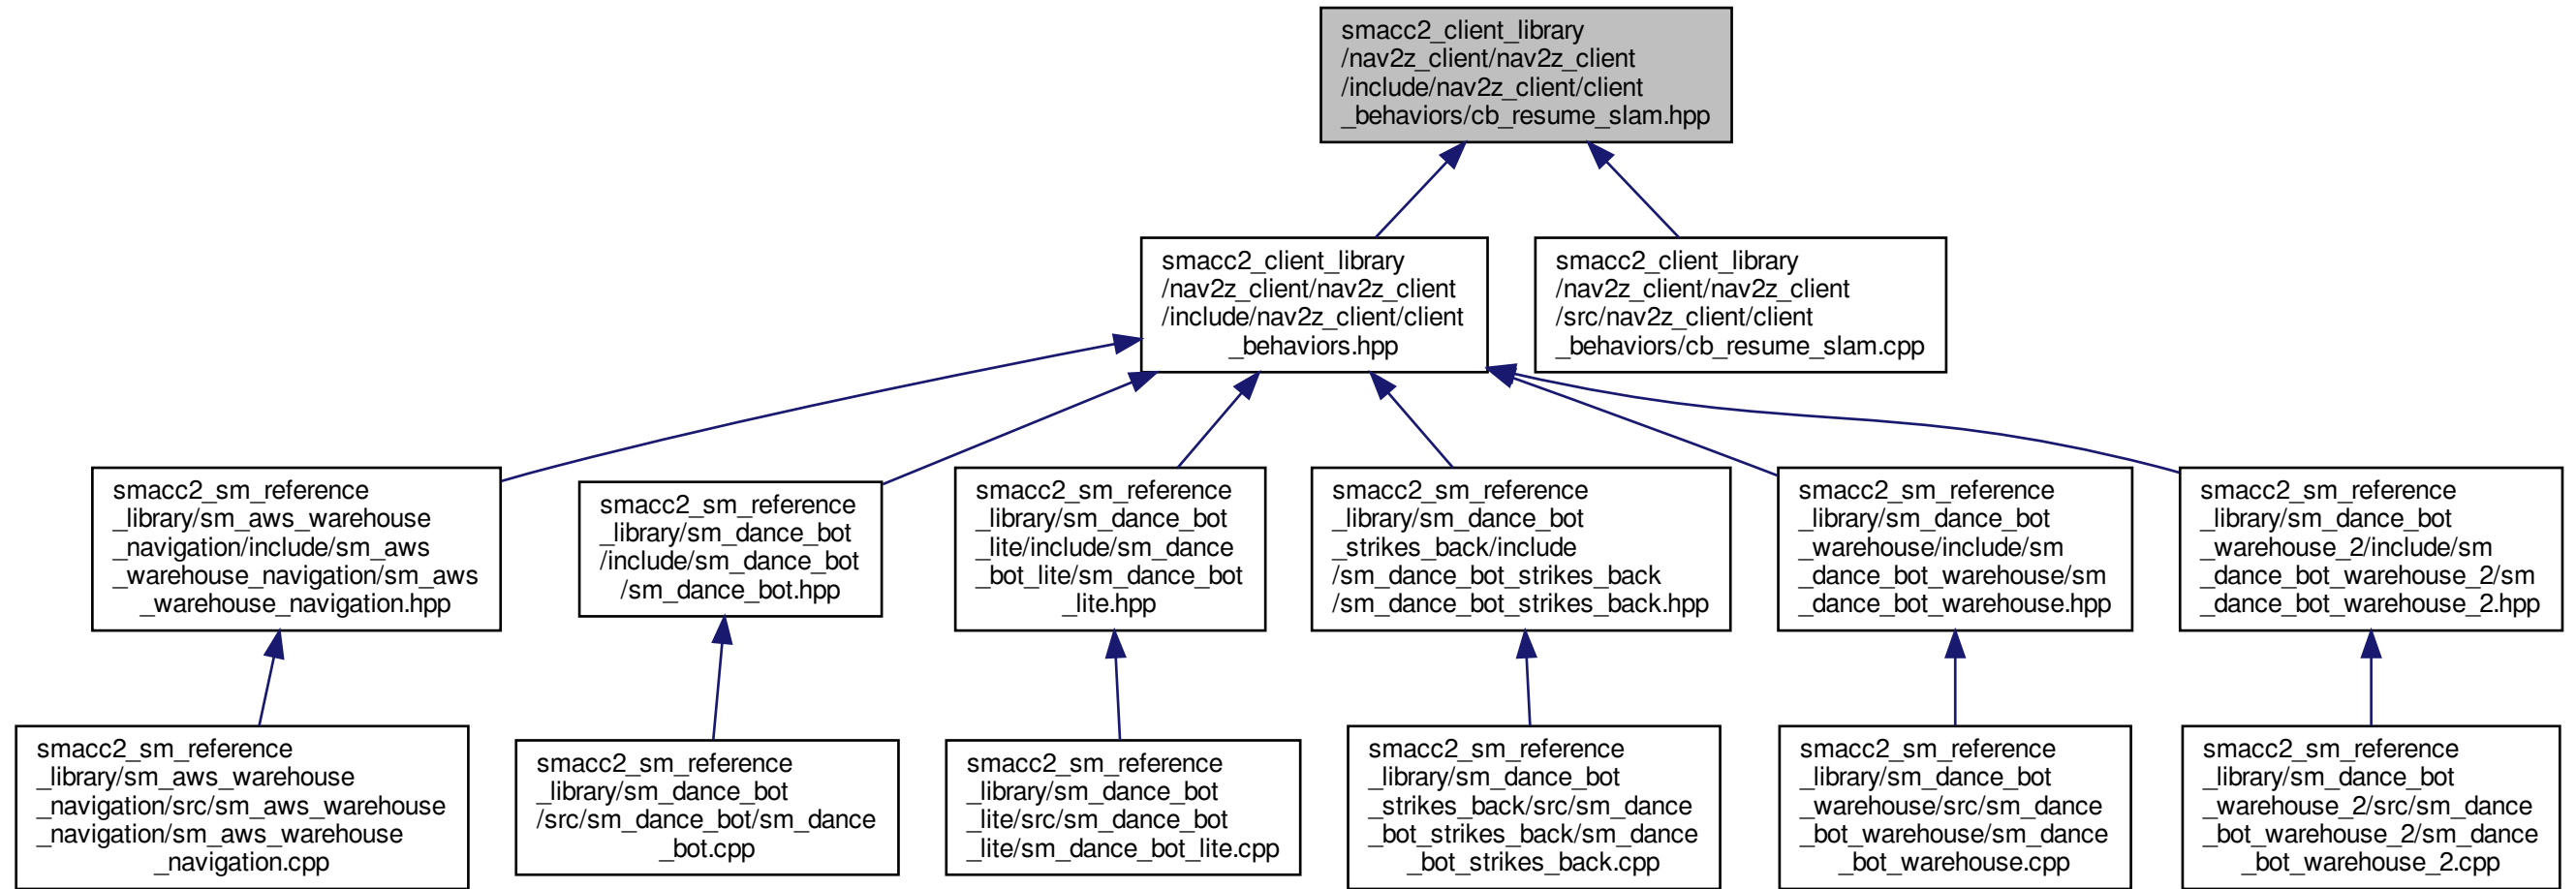 smacc2_client_library
/nav2z_client/nav2z_client
/include/nav2z_client/client
_behaviors/cb_resume_slam.hpp
smacc2_client_library
/nav2z_client/nav2z_client
/include/nav2z_client/client
_behaviors.hpp
smacc2_client_library
/nav2z_client/nav2z_client
/src/nav2z_client/client
_behaviors/cb_resume_slam.cpp
smacc2_sm_reference
_library/sm_aws_warehouse
_navigation/include/sm_aws
_warehouse_navigation/sm_aws
_warehouse_navigation.hpp
smacc2_sm_reference
_library/sm_dance_bot
/include/sm_dance_bot
/sm_dance_bot.hpp
smacc2_sm_reference
_library/sm_dance_bot
_lite/include/sm_dance
_bot_lite/sm_dance_bot
_lite.hpp
smacc2_sm_reference
_library/sm_dance_bot
_strikes_back/include
/sm_dance_bot_strikes_back
/sm_dance_bot_strikes_back.hpp
smacc2_sm_reference
_library/sm_dance_bot
_warehouse/include/sm
_dance_bot_warehouse/sm
_dance_bot_warehouse.hpp
smacc2_sm_reference
_library/sm_dance_bot
_warehouse_2/include/sm
_dance_bot_warehouse_2/sm
_dance_bot_warehouse_2.hpp
smacc2_sm_reference
_library/sm_aws_warehouse
_navigation/src/sm_aws_warehouse
_navigation/sm_aws_warehouse
_navigation.cpp
smacc2_sm_reference
_library/sm_dance_bot
/src/sm_dance_bot/sm_dance
_bot.cpp
smacc2_sm_reference
_library/sm_dance_bot
_lite/src/sm_dance_bot
_lite/sm_dance_bot_lite.cpp
smacc2_sm_reference
_library/sm_dance_bot
_strikes_back/src/sm_dance
_bot_strikes_back/sm_dance
_bot_strikes_back.cpp
smacc2_sm_reference
_library/sm_dance_bot
_warehouse/src/sm_dance
_bot_warehouse/sm_dance
_bot_warehouse.cpp
smacc2_sm_reference
_library/sm_dance_bot
_warehouse_2/src/sm_dance
_bot_warehouse_2/sm_dance
_bot_warehouse_2.cpp